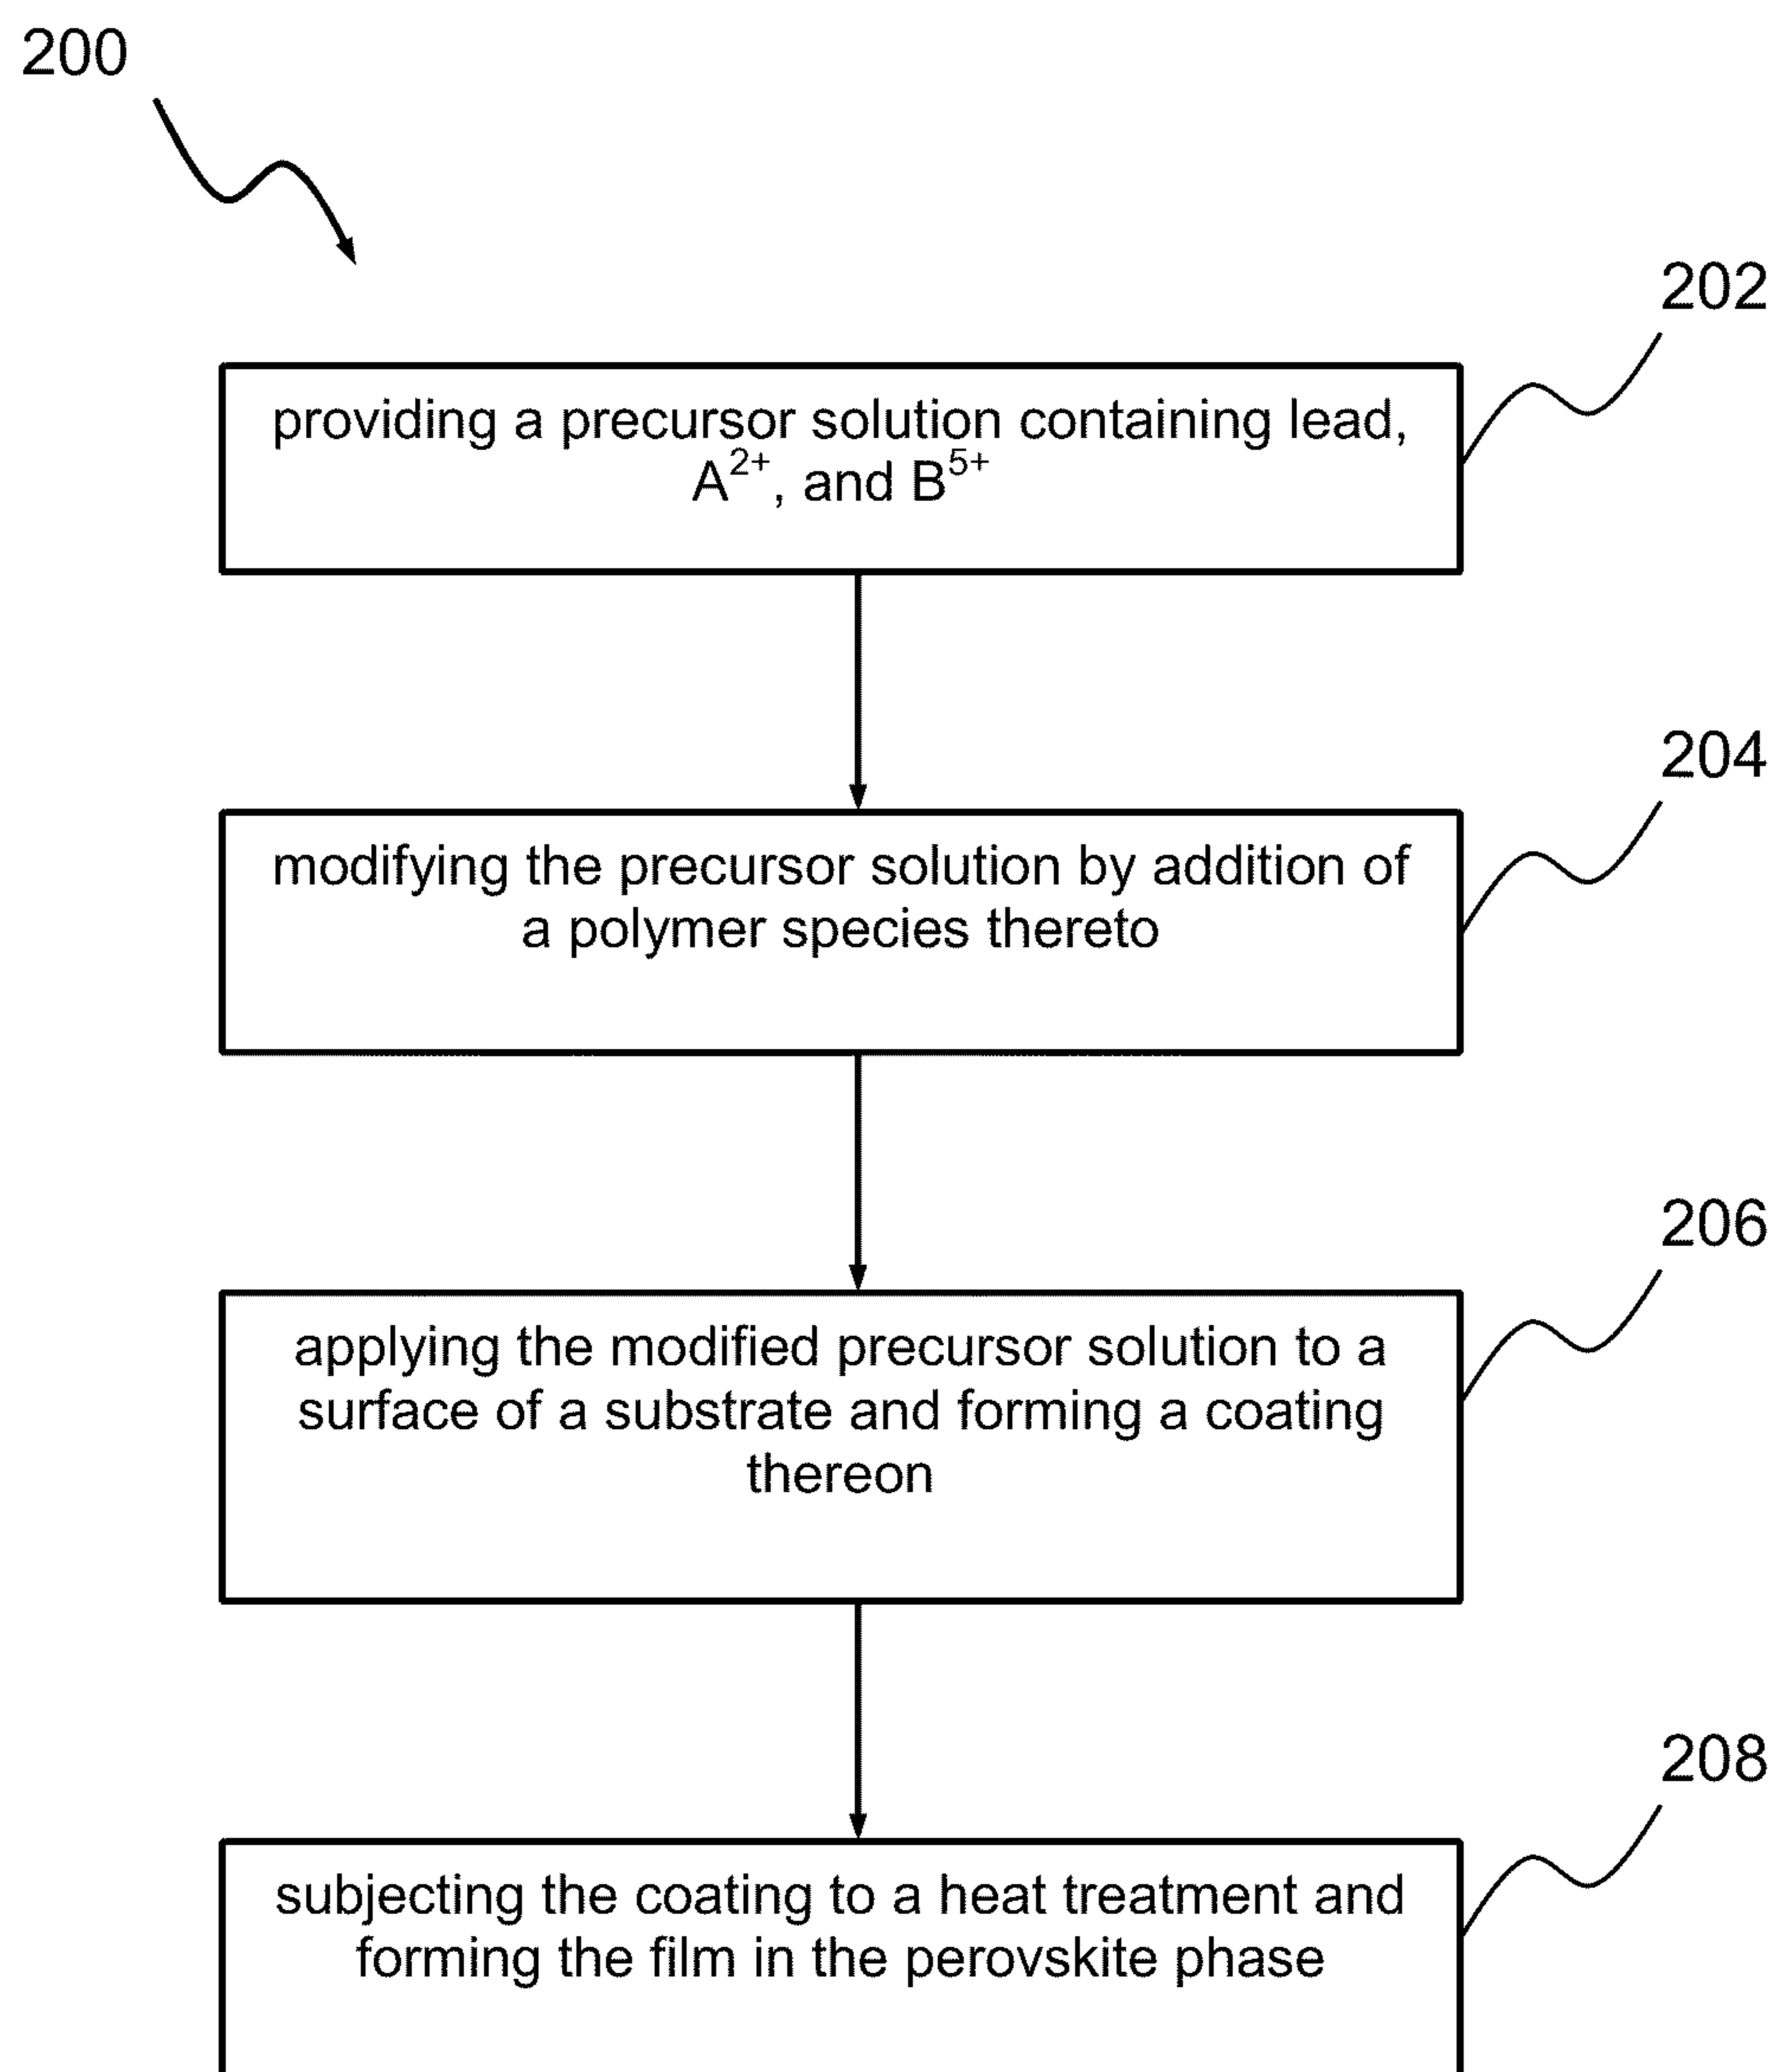 200
202
providing a precursor solution containing lead,
A²⁺, and B⁵⁺
204
modifying the precursor solution by addition of
a polymer species thereto
206
applying the modified precursor solution to a
surface of a substrate and forming a coating
thereon
208
subjecting the coating to a heat treatment and
forming the film in the perovskite phase